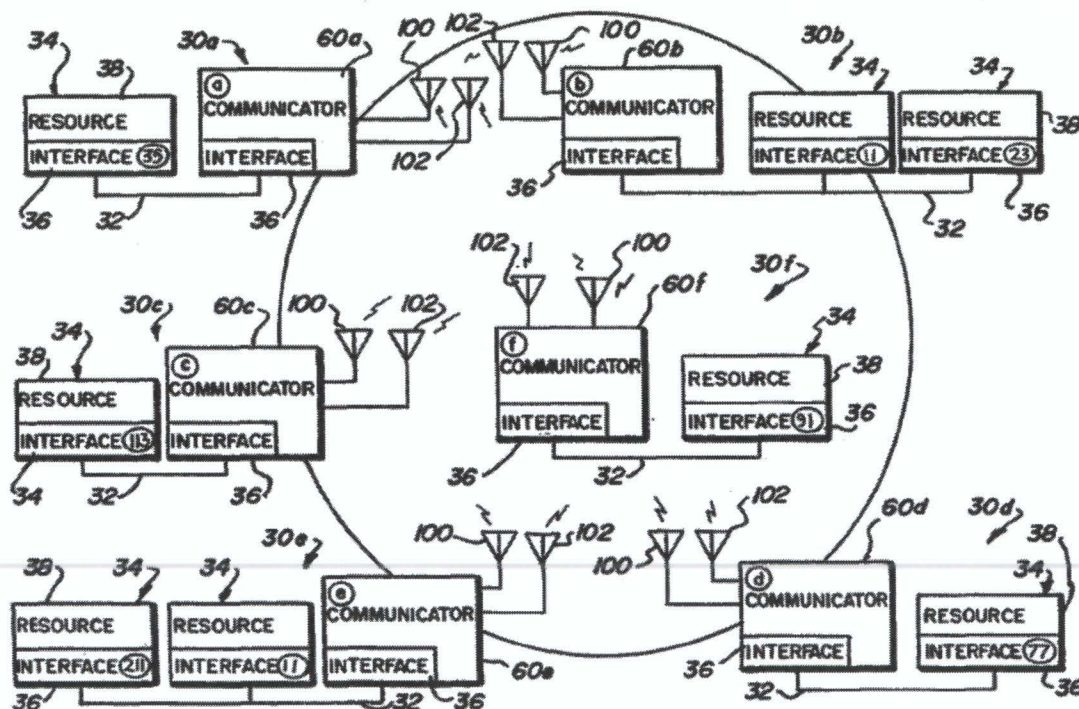 102 100
60a 60b 30b
34 38 30a 100 34 34
a b
COMMUNICATOR COMMUNICATOR
RESOURCE RESOURCE RESOURCE 38
INTERFACE 35 INTERFACE 102 INTERFACE INTERFACE 11 INTERFACE 23
36 32 36 36 32 36
102 100 30f
30c 60c 100 102 60f
34
38 34 c f
COMMUNICATOR COMMUNICATOR RESOURCE 38
RESOURCE
INTERFACE 113 INTERFACE INTERFACE INTERFACE 91 36
34 32 36 36 32
102 60d
30e 100 102 100 30d 38
38 34 34 34
e d
COMMUNICATOR COMMUNICATOR
RESOURCE RESOURCE RESOURCE
INTERFACE 211 INTERFACE 11 INTERFACE 60e 36 INTERFACE INTERFACE 77
36 32 36 32 36